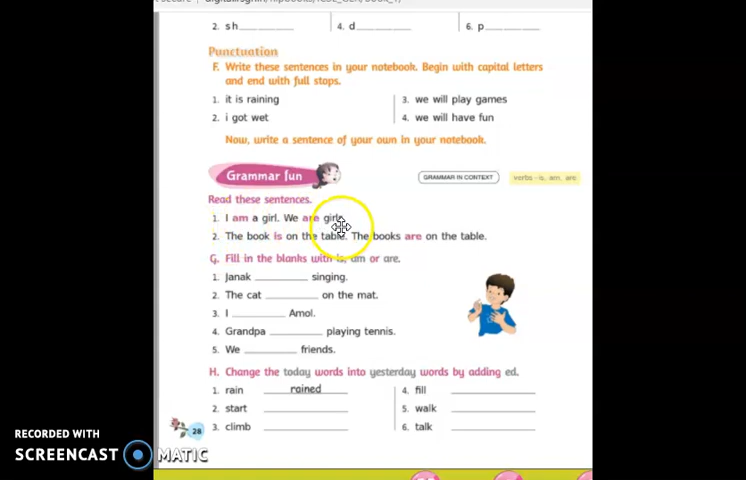 2. sh
4. d
6. p
Punctuation
F. Write these sentences in your notebook. Begin with capital letters
and end with full stops.
1. it is raining
3. we will play games
2. i got wet
4. we will have fun
Now, write a sentence of your own in your notebook.
Grammar fun
GRAMMAR IN CONTEXT
verbs - is, am, are
Read these sentences.
1. I am a girl. We are girls.
2. The book is on the table. The books are on the table.
G. Fill in the blanks with is, am or are.
1. Janak ________ singing.
2. The cat ________ on the mat.
3. I ________ Amol.
4. Grandpa ________ playing tennis.
5. We ________ friends.
H. Change the today words into yesterday words by adding ed.
1. rain rained
4. fill
2. start
5. walk
3. climb
6. talk
28
RECORDED WITH
SCREENCAST MATIC